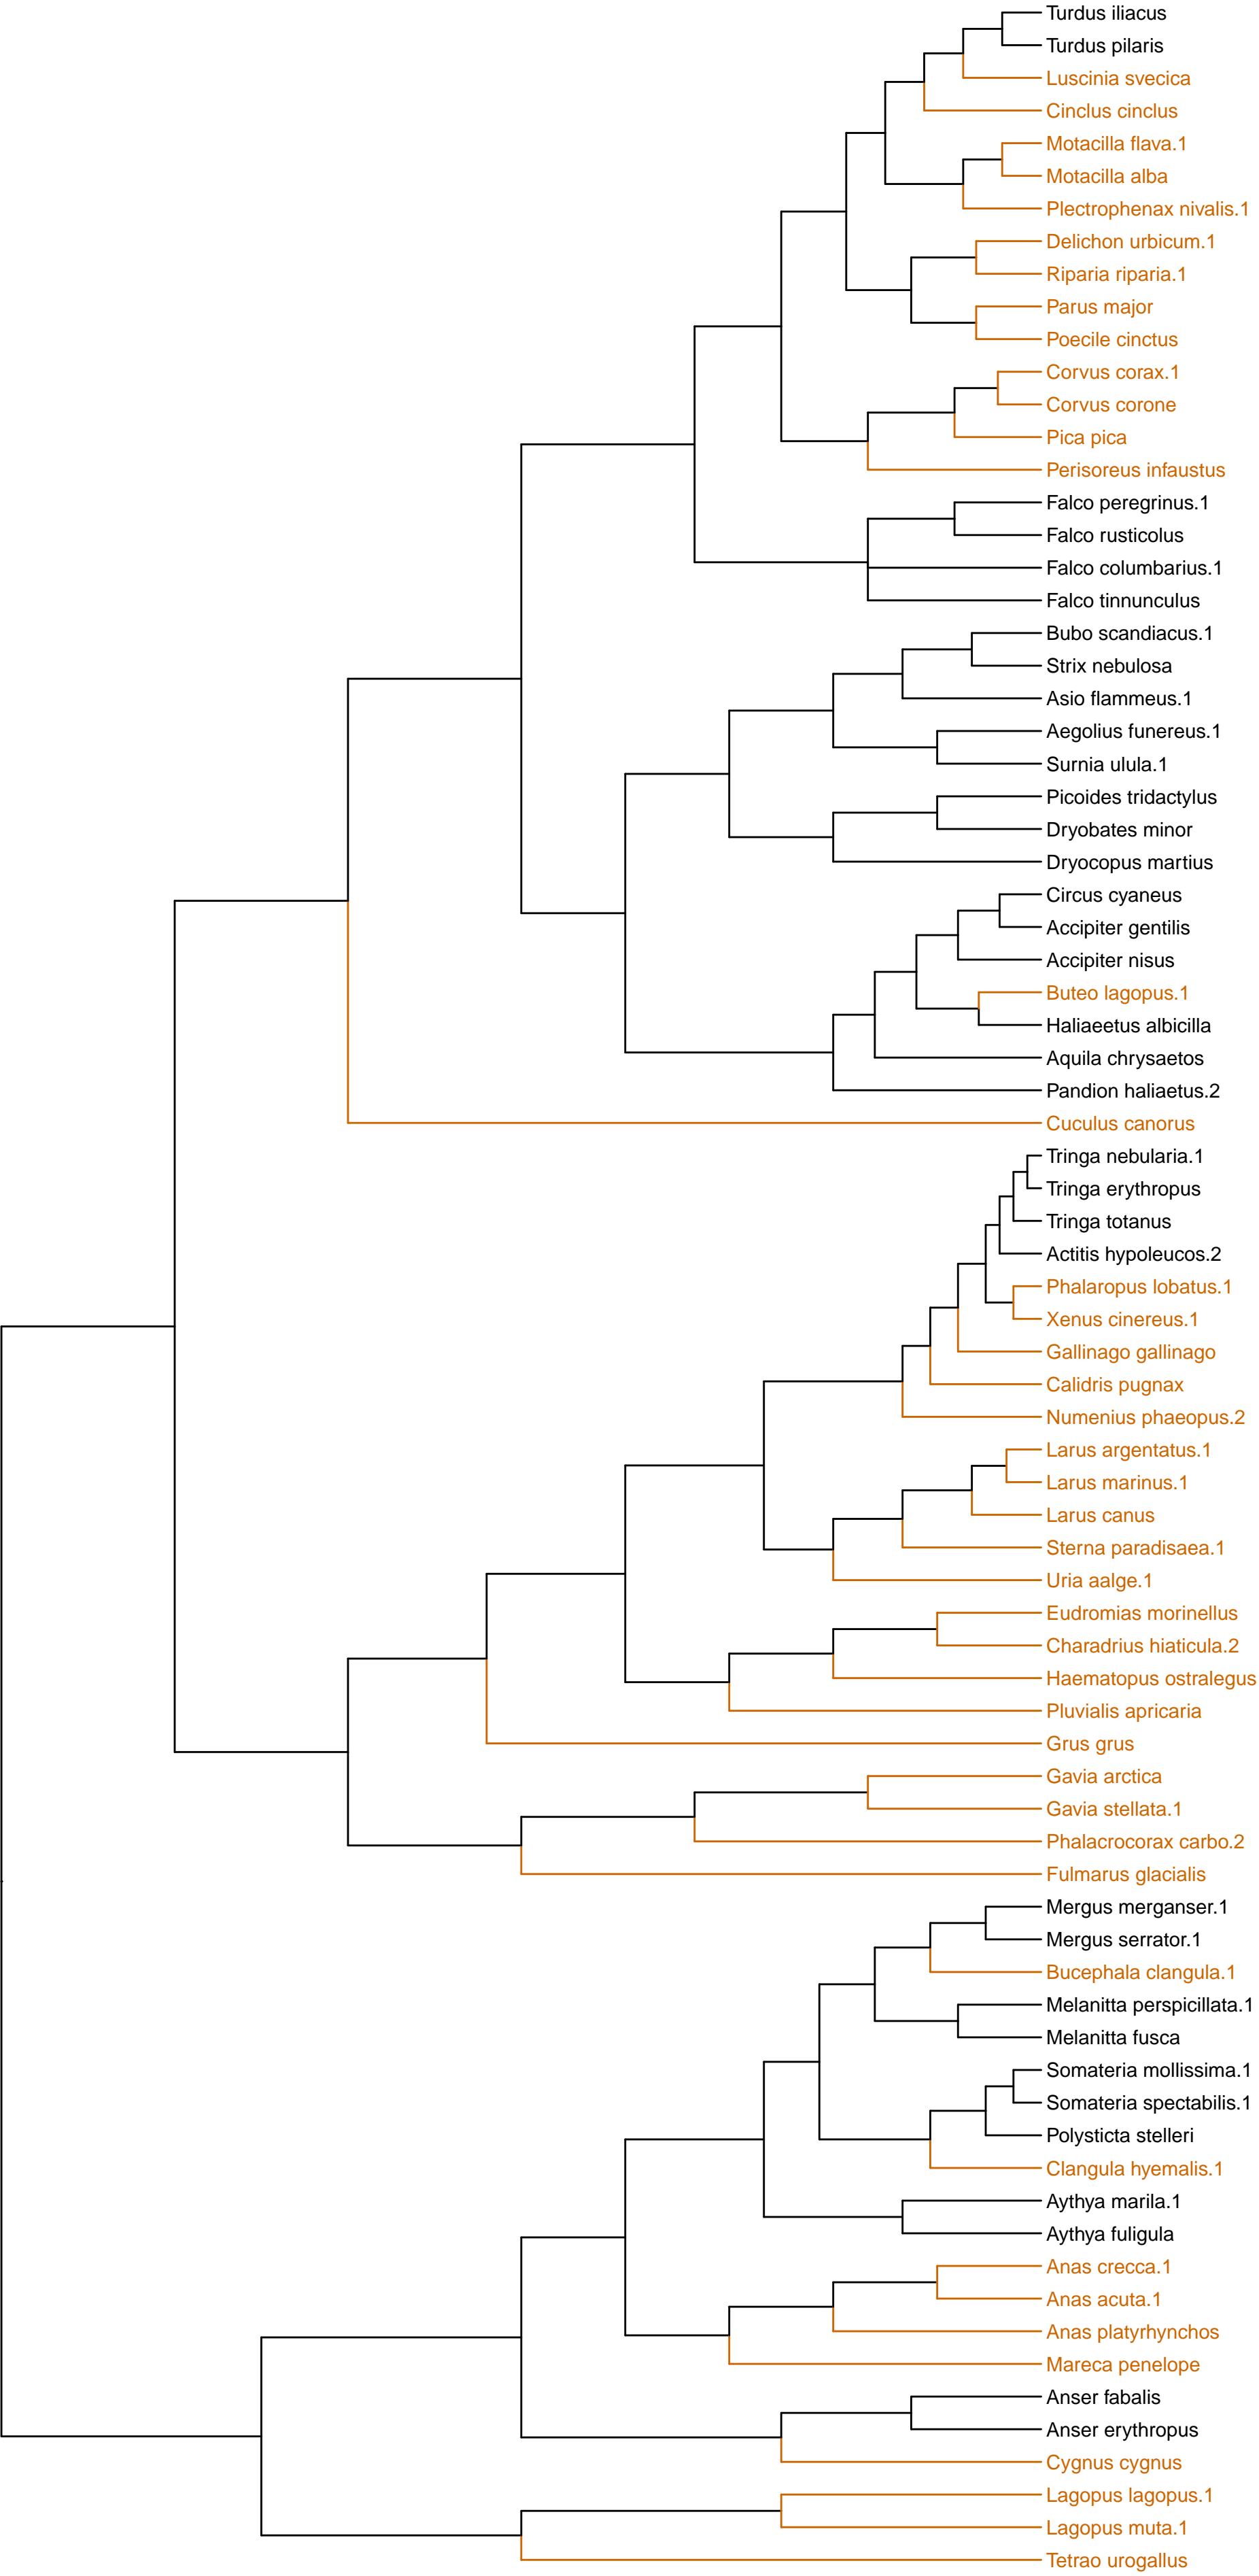 Turdus iliacus
Turdus pilaris
Luscinia svecica
Cinclus cinclus
Motacilla flava.1
Motacilla alba
Plectrophenax nivalis.1
Delichon urbicum.1
Riparia riparia.1
Parus major
Poecile cinctus
Corvus corax.1
Corvus corone
Pica pica
Perisoreus infaustus
Falco peregrinus.1
Falco rusticolus
Falco columbarius.1
Falco tinnunculus
Bubo scandiacus.1
Strix nebulosa
Asio flammeus.1
Aegolius funereus.1
Surnia ulula.1
Picoides tridactylus
Dryobates minor
Dryocopus martius
Circus cyaneus
Accipiter gentilis
Accipiter nisus
Buteo lagopus.1
Haliaeetus albicilla
Aquila chrysaetos
Pandion haliaetus.2
Cuculus canorus
Tringa nebularia.1
Tringa erythropus
Tringa totanus
Actitis hypoleucos.2
Phalaropus lobatus.1
Xenus cinereus.1
Gallinago gallinago
Calidris pugnax
Numenius phaeopus.2
Larus argentatus.1
Larus marinus.1
Larus canus
Sterna paradisaea.1
Uria aalge.1
Eudromias morinellus
Charadrius hiaticula.2
Haematopus ostralegus
Pluvialis apricaria
Grus grus
Gavia arctica
Gavia stellata.1
Phalacrocorax carbo.2
Fulmarus glacialis
Mergus merganser.1
Mergus serrator.1
Bucephala clangula.1
Melanitta perspicillata.1
Melanitta fusca
Somateria mollissima.1
Somateria spectabilis.1
Polysticta stelleri
Clangula hyemalis.1
Aythya marila.1
Aythya fuligula
Anas crecca.1
Anas acuta.1
Anas platyrhynchos
Mareca penelope
Anser fabalis
Anser erythropus
Cygnus cygnus
Lagopus lagopus.1
Lagopus muta.1
Tetrao urogallus